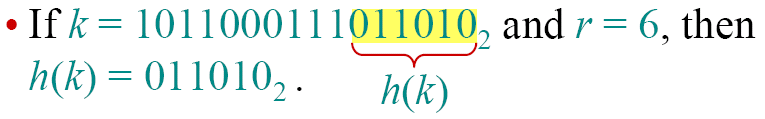 • If k = 1011000111011010₂ and r = 6, then
h(k) = 011010₂ .
h(k)